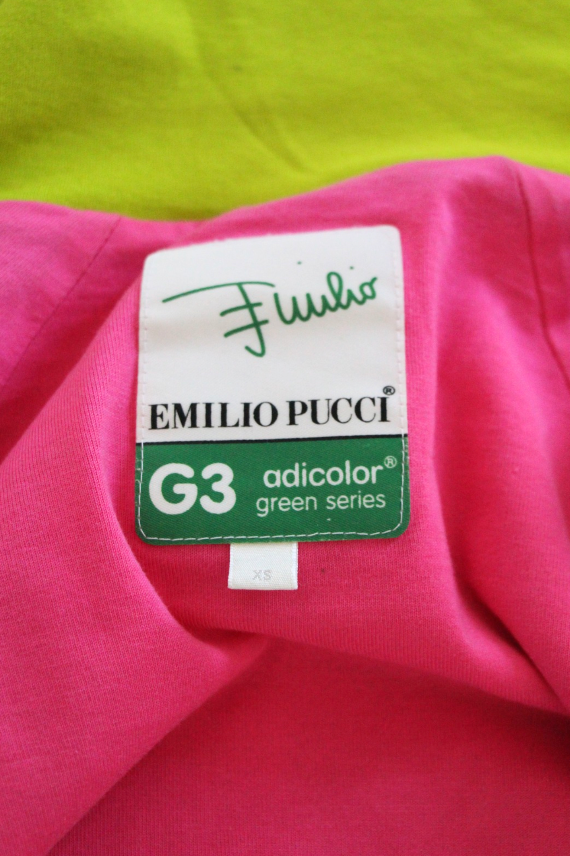 Emilio
EMILIO PUCCI®
G3 adicolor®
green series
XS